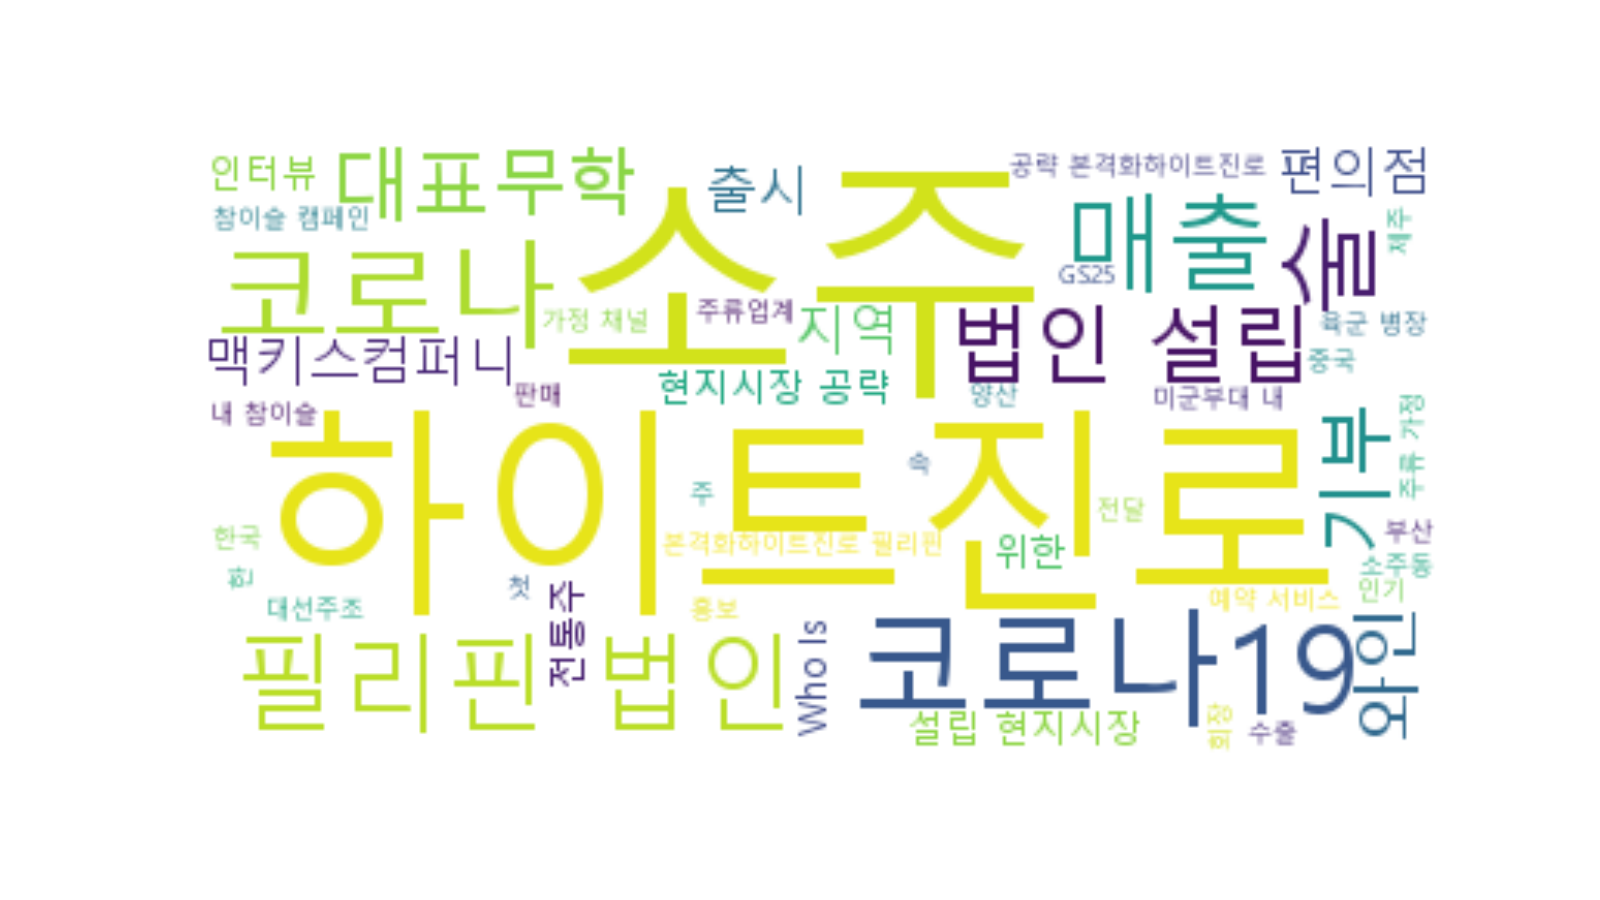 인터뷰
대표무학
출시
소주
공략 본격화하이트진로
편의점
참이슬 캠페인
코로나
매출
술
제주
GS25
가정 채널
주류업계
지역
법인 설립
육군 병장
맥키스컴퍼니
현지시장 공략
중국
판매
양산
미군부대 내
내 참이슬
하이트진로
기부
주류 가정
속
주
전달
한국
본격화하이트진로 필리핀
위한
부산
소주동
한
첫
대선주조
전통주
홍보
예약 서비스
인기
필리핀 법인
Who Is
코로나19
와인
설립 현지시장
회장
수출